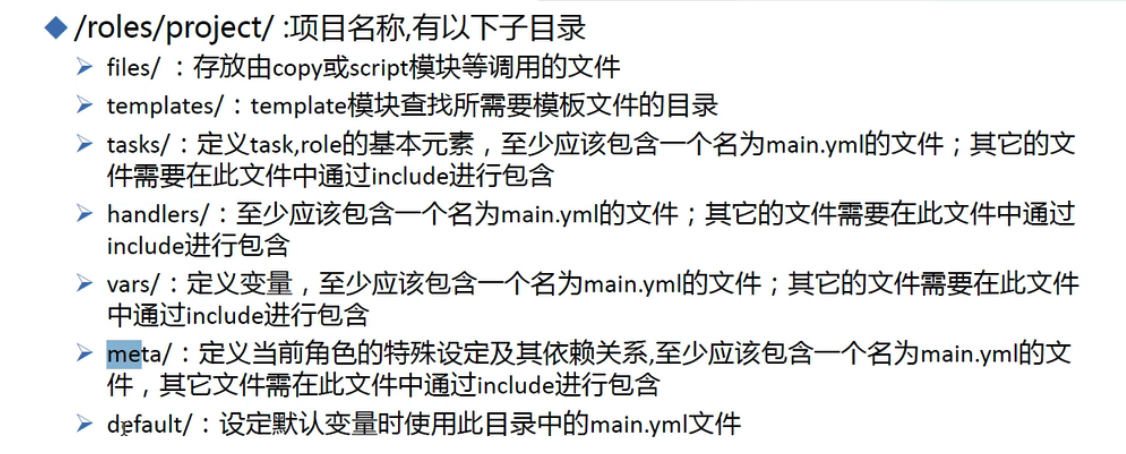 /roles/project/ :项目名称,有以下子目录
files/ ：存放由copy或script模块等调用的文件
templates/：template模块查找所需要模板文件的目录
tasks/：定义task,role的基本元素，至少应该包含一个名为main.yml的文件；其它的文
件需要在此文件中通过include进行包含
handlers/：至少应该包含一个名为main.yml的文件；其它的文件需要在此文件中通过
include进行包含
vars/：定义变量，至少应该包含一个名为main.yml的文件；其它的文件需要在此文件
中通过include进行包含
meta/：定义当前角色的特殊设定及其依赖关系,至少应该包含一个名为main.yml的文
件，其它文件需在此文件中通过include进行包含
default/：设定默认变量时使用此目录中的main.yml文件